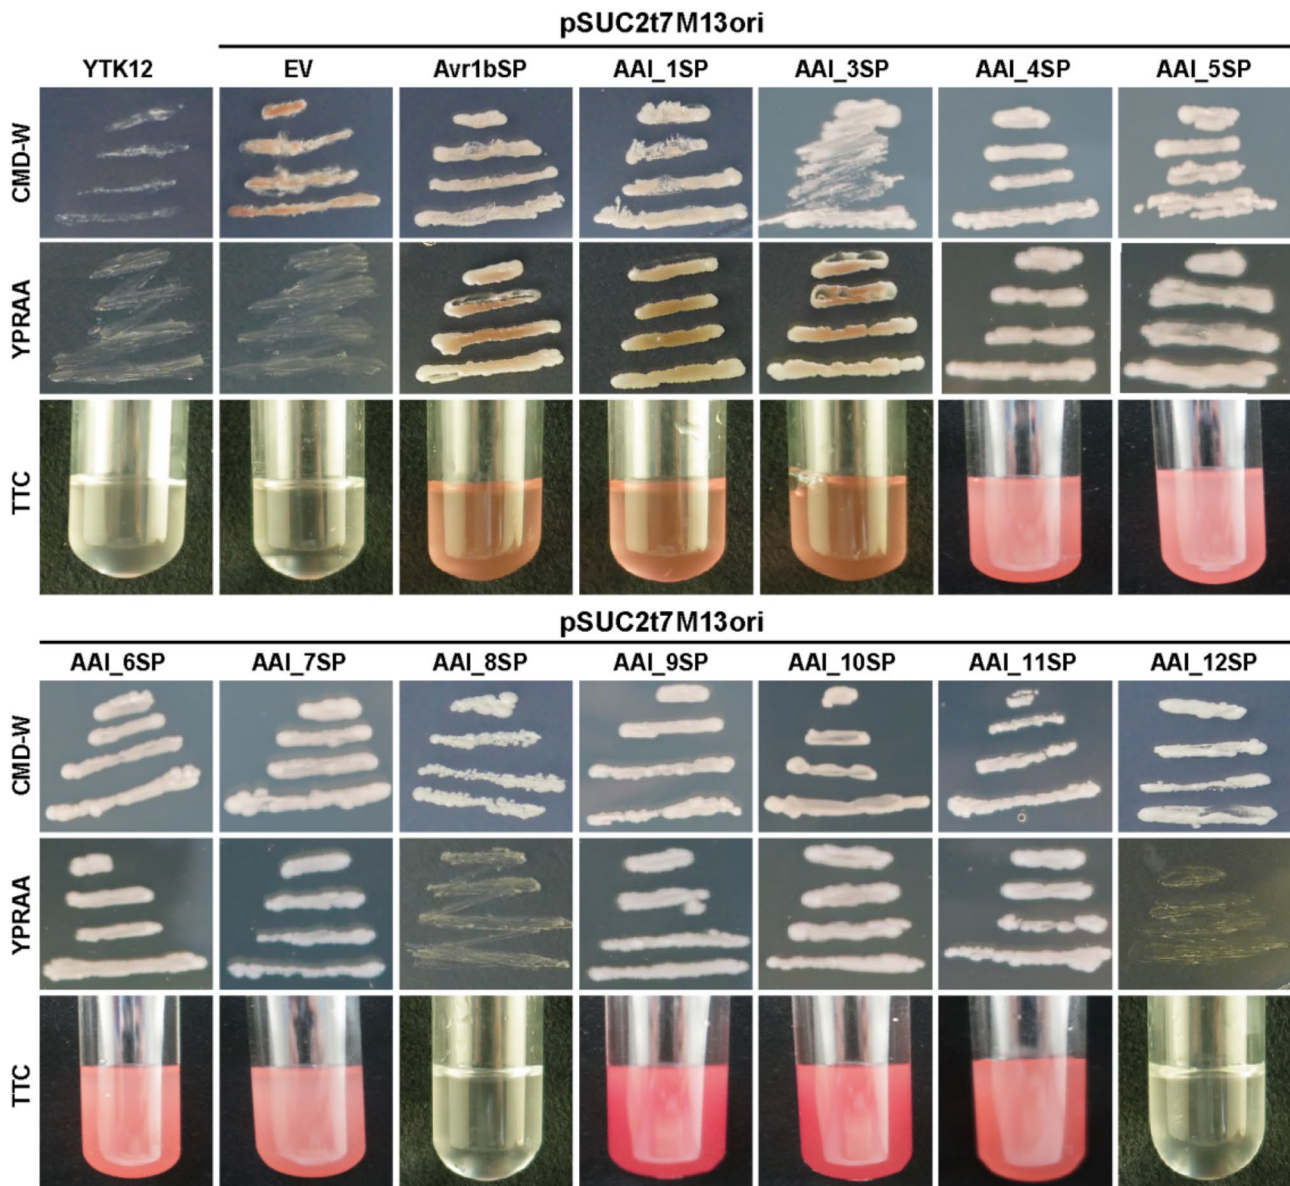 pSUC2t7M13ori
YTK12 EV Avr1bSP AAI_1SP AAI_3SP AAI_4SP AAI_5SP
CMD-W
YPRAA
TTC
pSUC2t7M13ori
AAI_6SP AAI_7SP AAI_8SP AAI_9SP AAI_10SP AAI_11SP AAI_12SP
CMD-W
YPRAA
TTC